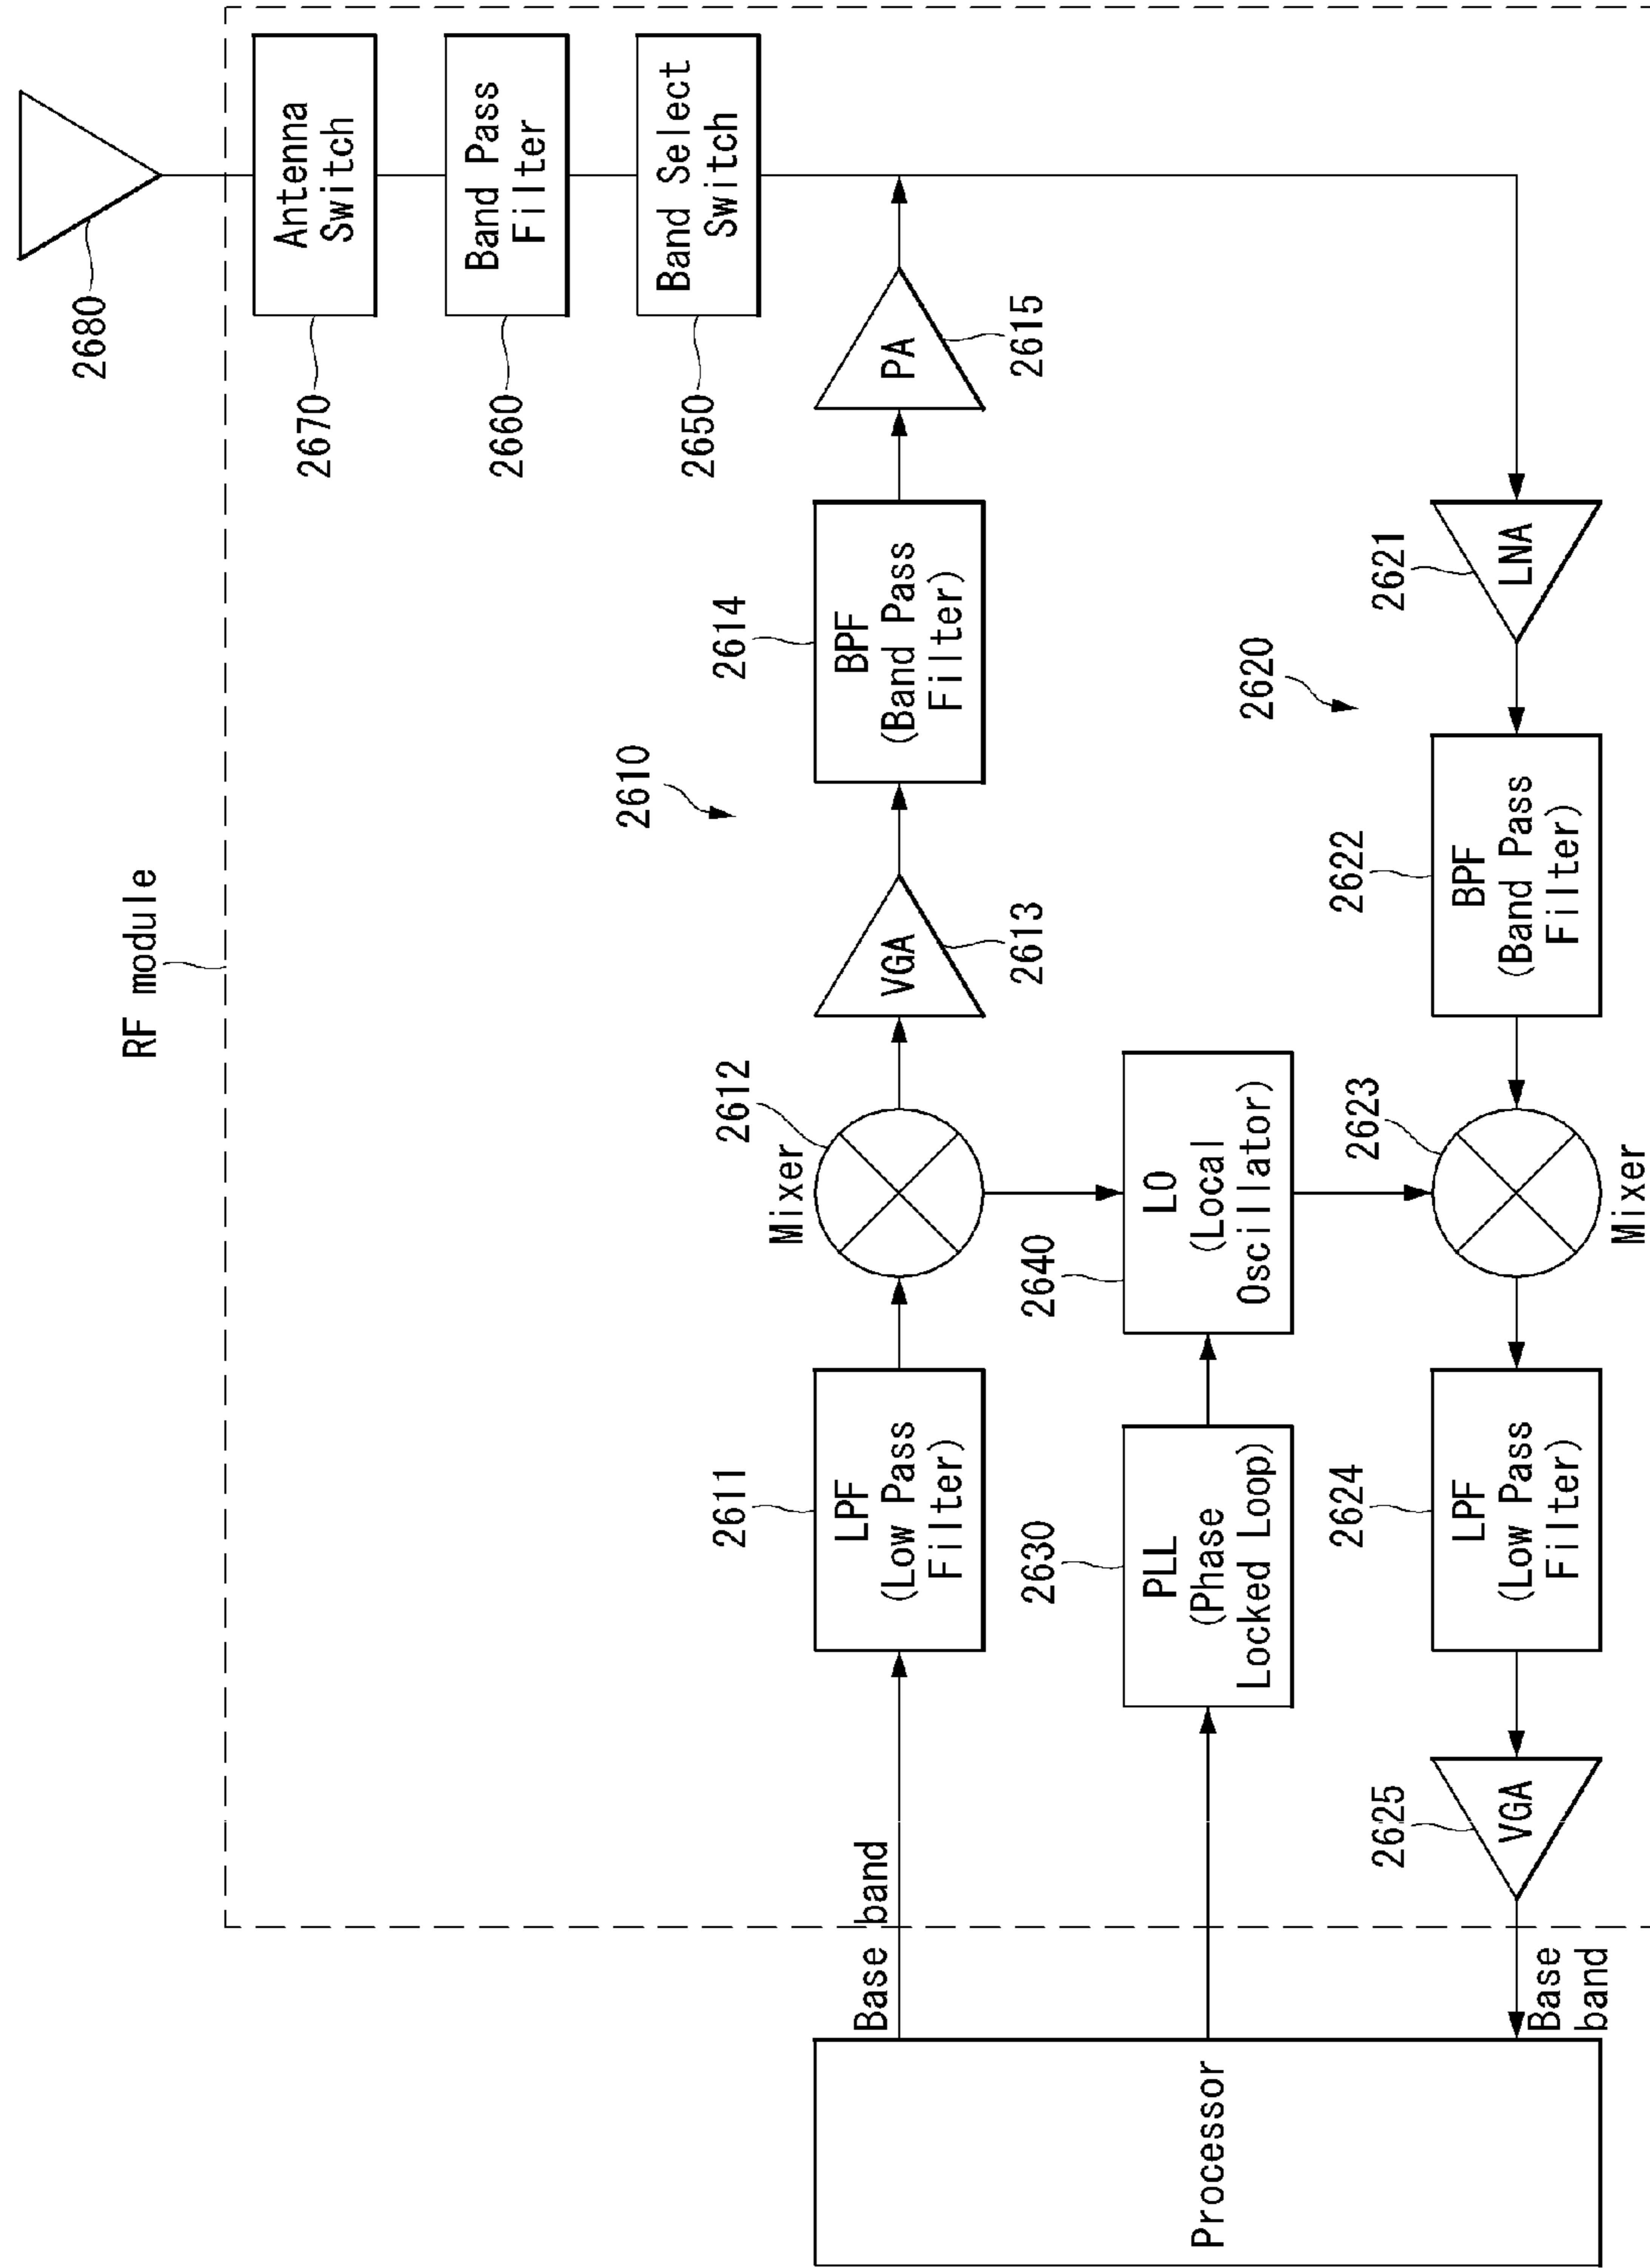 RF module
2680
Antenna
Switch
2670
Band Pass
Filter
2660
Band Select
Switch
2650
2610
Base band
2611
LPF
(Low Pass
Filter)
2612
Mixer
VGA
2613
2614
BPF
(Band Pass
Filter)
PA
2615
Processor
2630
PLL
(Phase
Locked Loop)
2640
LO
(Local
Oscillator)
2620
Base
band
2625
VGA
2624
LPF
(Low Pass
Filter)
2623
Mixer
2622
BPF
(Band Pass
Filter)
2621
LNA